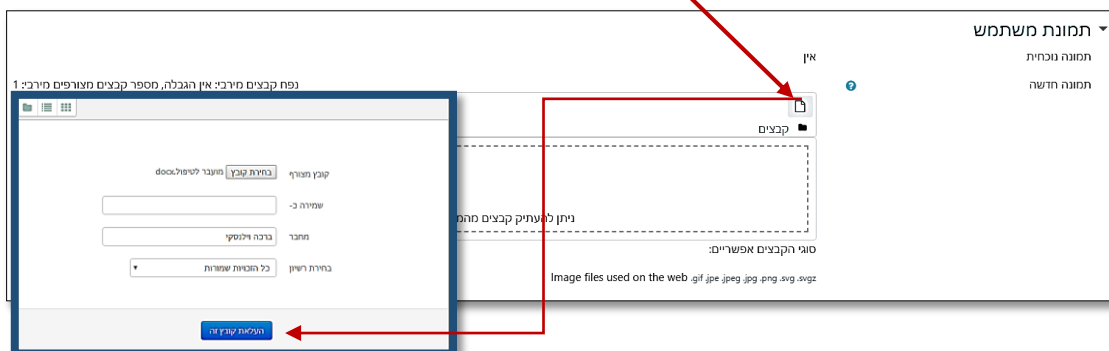 תמונת משתמש
תמונה נוכחית
אין
תמונה חדשה
נפח קבצים מירבי: אין הגבלה, מספר קבצים מצורפים מירבי: 1
קבצים
ניתן להעתיק קבצים
סוגי הקבצים אפשריים:
Image files used on the web .gif .jpe .jpeg .jpg .png .svg .svgz
קובץ מצורף
בחירת קובץ
מועבר לטיפול.docx
שמירה כ-
מחבר
ברכה וילנסקי
בחירת רשיון
כל הזכויות שמורות
העלאת קובץ זה